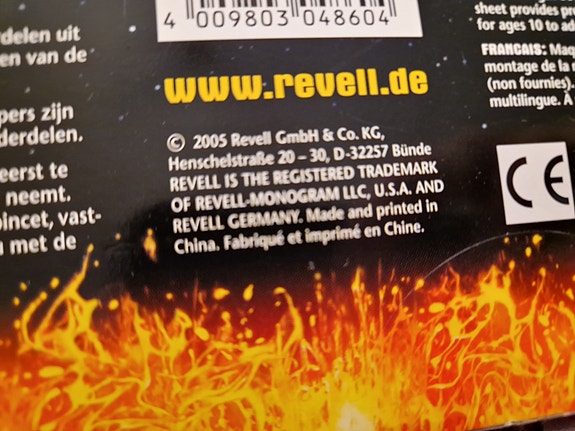 4 009803 048604
www.revell.de
© 2005 Revell GmbH & Co. KG,
Henschelstraße 20 – 30, D-32257 Bünde
REVELL IS THE REGISTERED TRADEMARK
OF REVELL-MONOGRAM LLC, U.S.A. AND
REVELL GERMANY. Made and printed in
China. Fabriqué et imprimé en Chine.
rdelen uit
en van de
pers zijn
derdelen.
eerst te
neemt.
pincet, vast-
met de
sheet provides pr
for ages 10 to ad
FRANCAIS: Maq
montage de la
(non fournies).
multilingue. À
CE